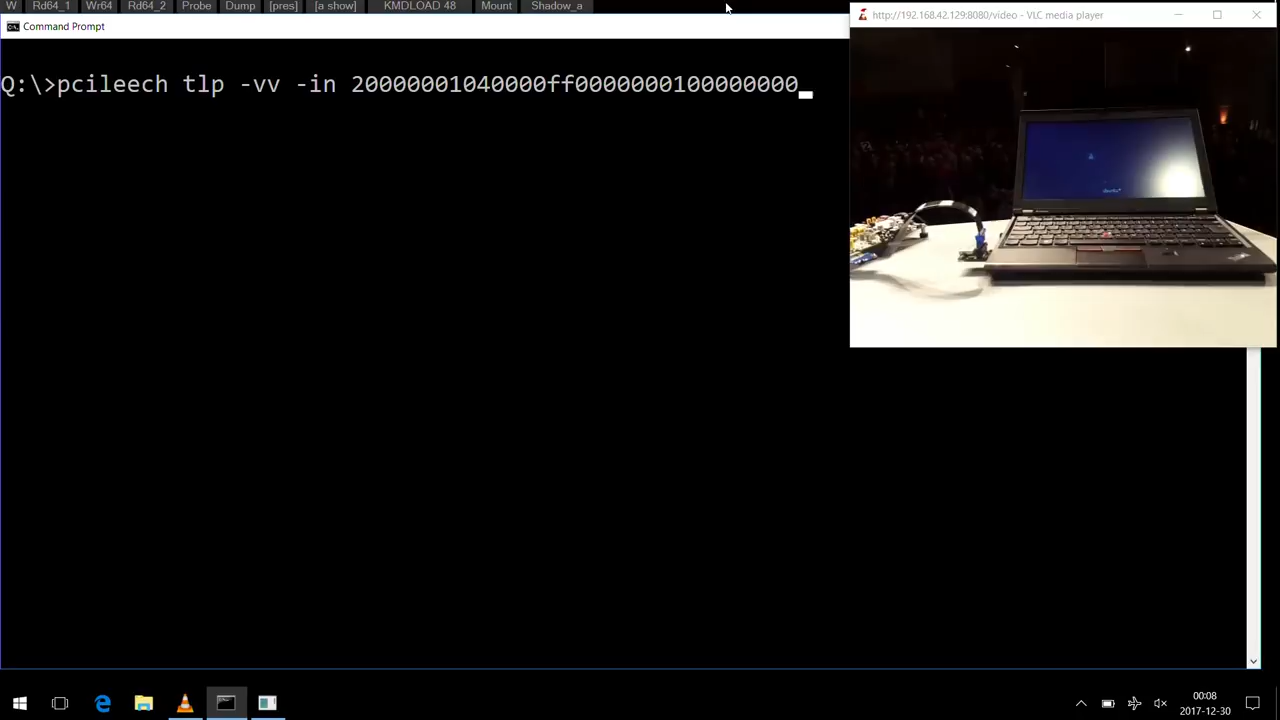 W Rd64_1 Wr64 Rd64_2 Probe Dump [pres] [a show] KMDLOAD 48 Mount Shadow_a
Command Prompt
http://192.168.42.129:8080/video - VLC media player
Q:\>pcileech tlp -vv -in 20000001040000ff0000000100000000
ubuntu
00:08
2017-12-30